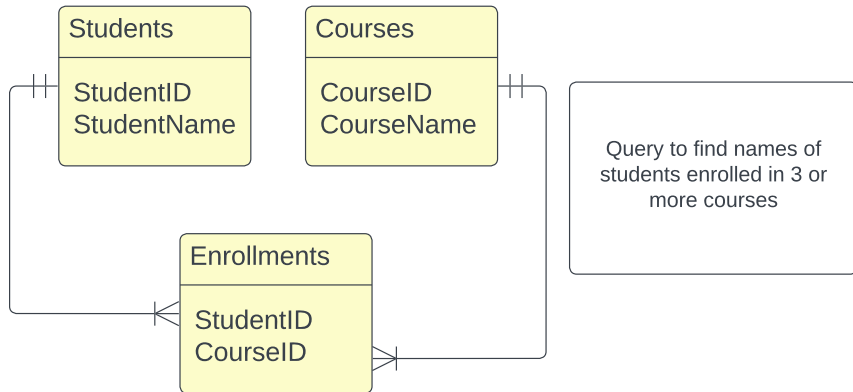 Students
StudentID
StudentName
Courses
CourseID
CourseName
Query to find names of
students enrolled in 3 or
more courses
Enrollments
StudentID
CourseID